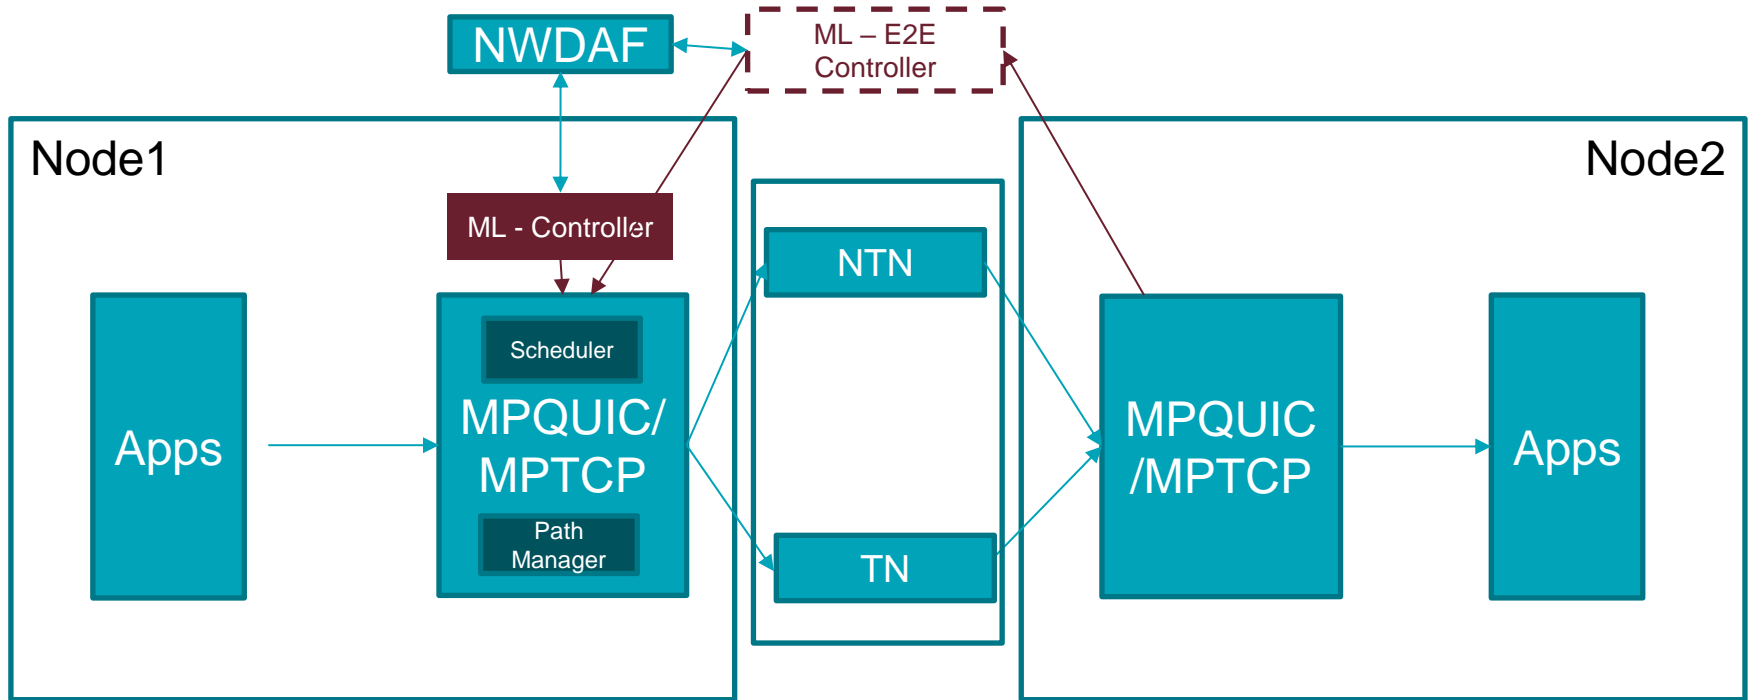 NWDAF
ML – E2E
Controller
Node1
Node2
ML - Controller
NTN
Scheduler
Apps
MPQUIC/
MPTCP
MPQUIC
/MPTCP
Apps
Path
Manager
TN